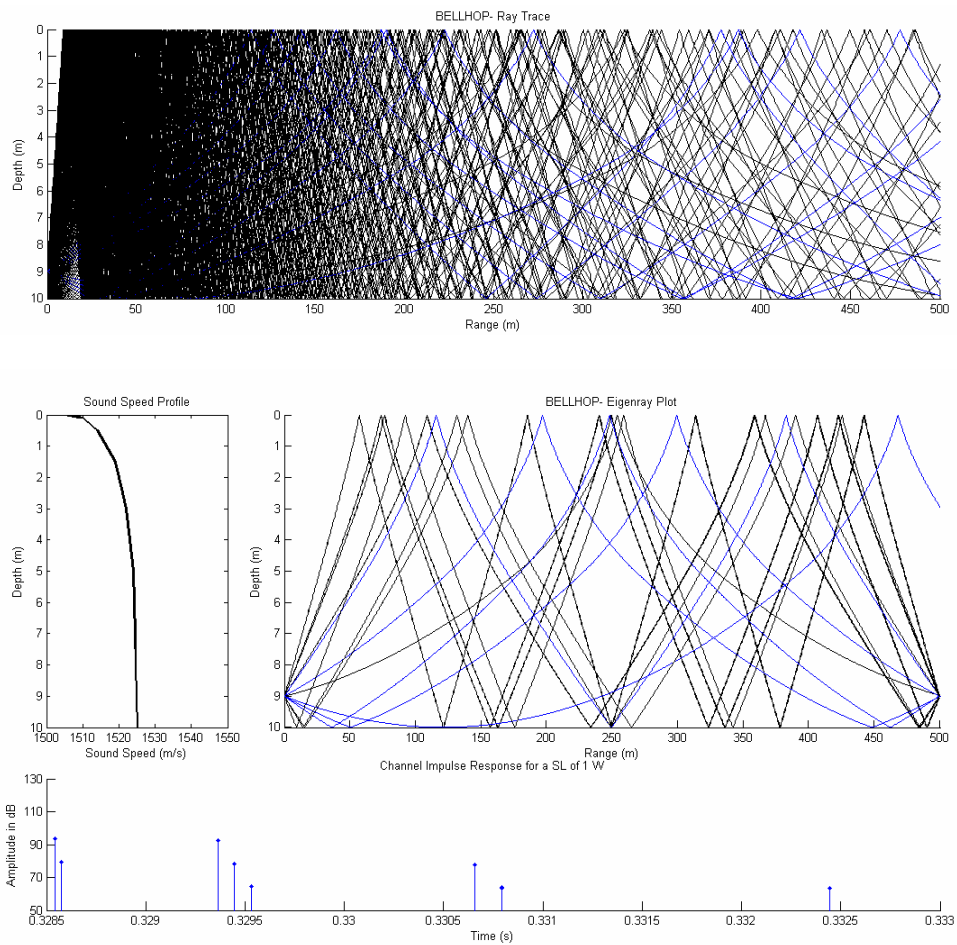 BELLHOP- Ray Trace
0
1
2
3
4
5
6
7
8
9
10
Depth (m)
0 50 100 150 200 250 300 350 400 450 500
Range (m)
Sound Speed Profile
0
1
2
3
4
5
6
7
8
9
10
Depth (m)
1500 1510 1520 1530 1540 1550
Sound Speed (m/s)
BELLHOP- Eigenray Plot
0
1
2
3
4
5
6
7
8
9
10
Depth (m)
0 50 100 150 200 250 300 350 400 450 500
Range (m)
Channel Impulse Response for a SL of 1 W
130
110
90
70
50
Amplitude in dB
0.3285 0.329 0.3295 0.33 0.3305 0.331 0.3315 0.332 0.3325 0.333
Time (s)